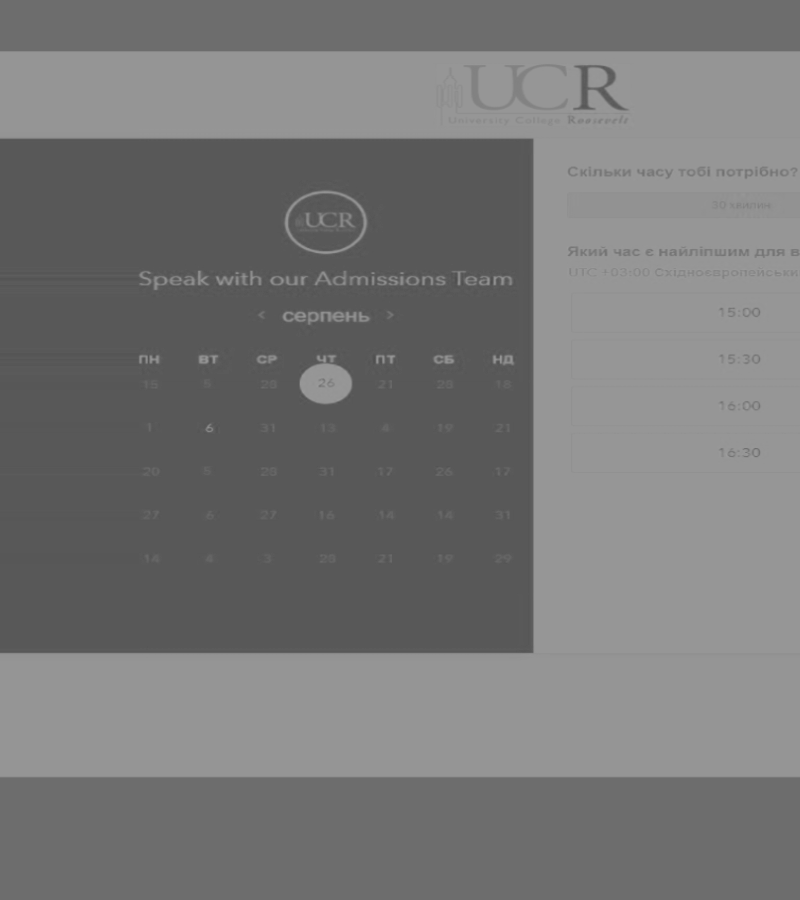 UCR
University College Roosevelt
UCR
Speak with our Admissions Team
< серпень >
ПН ВТ СР ЧТ ПТ СБ НД
15 5 28 26 21 28 18
1 6 31 13 4 19 21
20 5 28 31 17 26 17
27 6 27 16 14 14 31
14 4 3 28 21 19 29
Скільки часу тобі потрібно?
30 хвилин
Який час є найліпшим для в
UTC +03:00 Східноєвропейськи
15:00
15:30
16:00
16:30